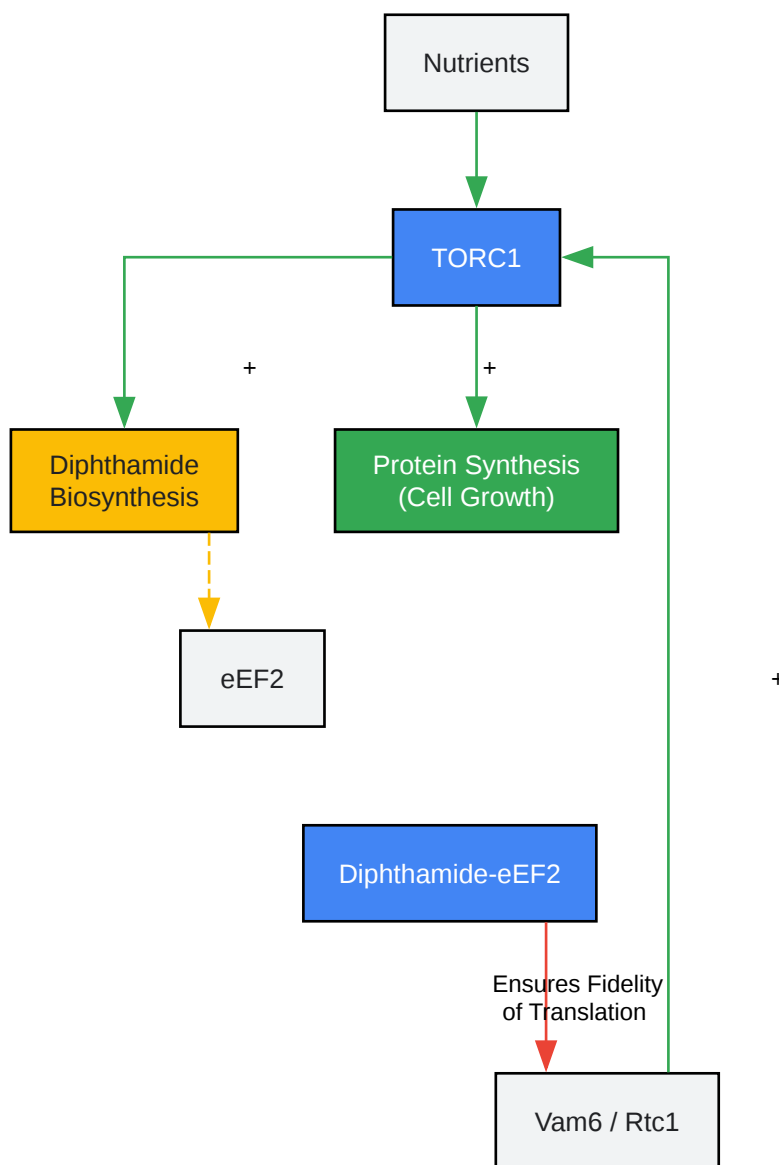 Nutrients
TORC1
+
+
Diphthamide
Biosynthesis
Protein Synthesis
(Cell Growth)
eEF2
+
Diphthamide-eEF2
Ensures Fidelity
of Translation
Vam6 / Rtc1